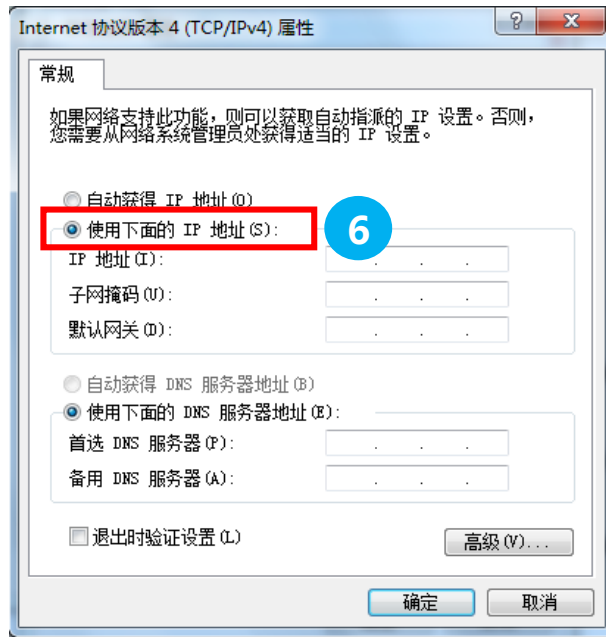 Internet 协议版本 4 (TCP/IPv4) 属性
常规
如果网络支持此功能，则可以获取自动指派的 IP 设置。否则，
您需要从网络系统管理员处获得适当的 IP 设置。
自动获得 IP 地址(O)
使用下面的 IP 地址(S):
6
IP 地址(I):
子网掩码(U):
默认网关(D):
自动获得 DNS 服务器地址(B)
使用下面的 DNS 服务器地址(E):
首选 DNS 服务器(P):
备用 DNS 服务器(A):
退出时验证设置(L)
高级(V)...
确定
取消